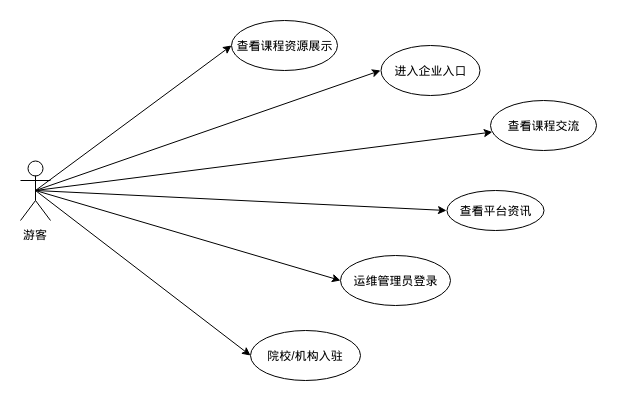 查看课程资源展示
进入企业入口
查看课程交流
查看平台资讯
游客
运维管理员登录
院校/机构入驻